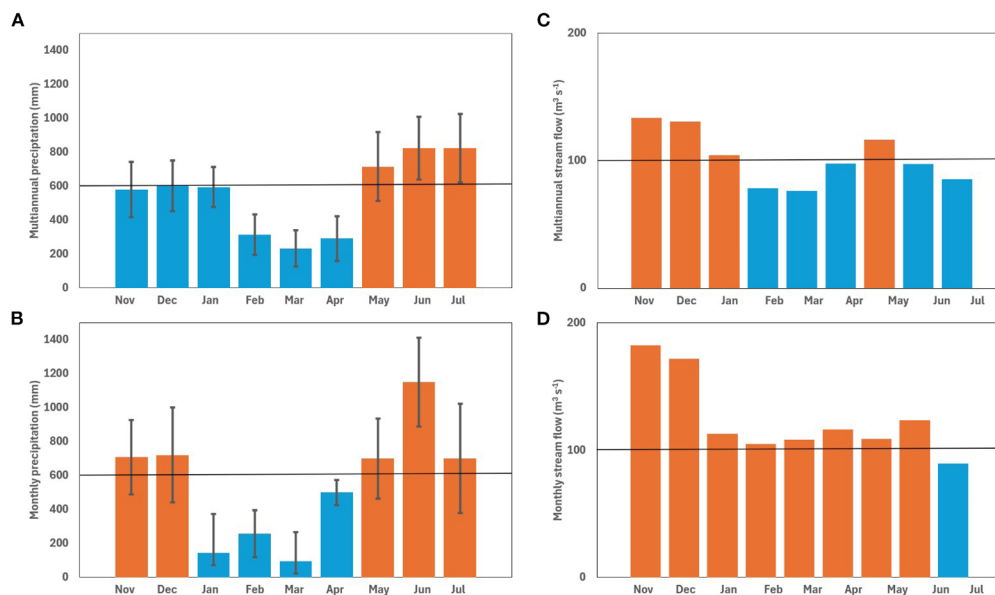 A
Multiannual preciptation (mm)
1400
1200
1000
800
600
400
200
0
Nov Dec Jan Feb Mar Apr May Jun Jul
B
Monthly precipitation (mm)
1400
1200
1000
800
600
400
200
0
Nov Dec Jan Feb Mar Apr May Jun Jul
C
Multiannual stream flow (m³ s⁻¹)
200
100
0
Nov Dec Jan Feb Mar Apr May Jun Jul
D
Monthly stream flow (m³ s⁻¹)
200
100
0
Nov Dec Jan Feb Mar Apr May Jun Jul